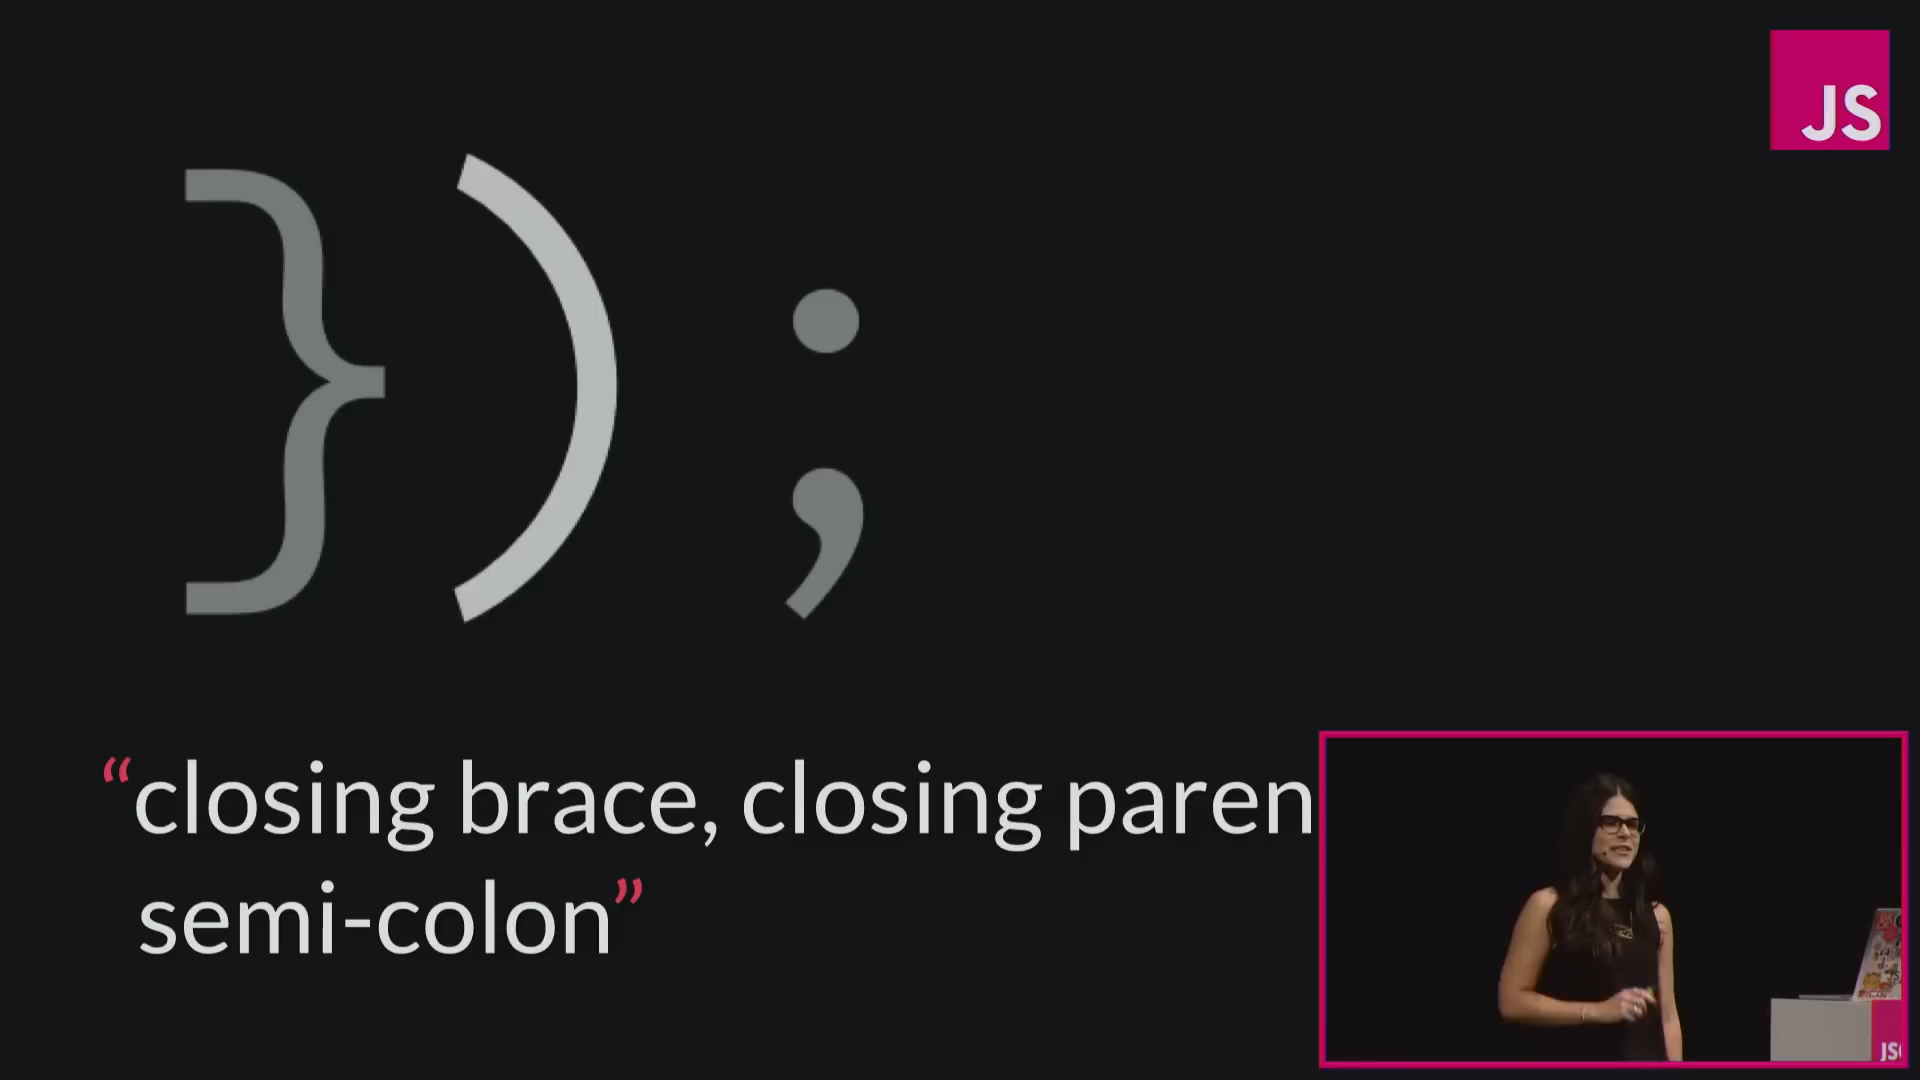 JS
});
“closing brace, closing paren
semi-colon”